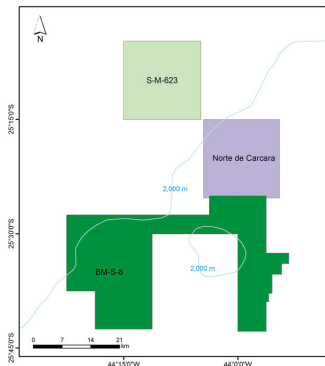 N
S-M-623
25°15'0"S
Norte de Carcara
2,000 m
25°30'0"S
2,000 m
BM-S-8
0 7 14 21
km
25°45'0"S
44°15'0"W 44°0'0"W